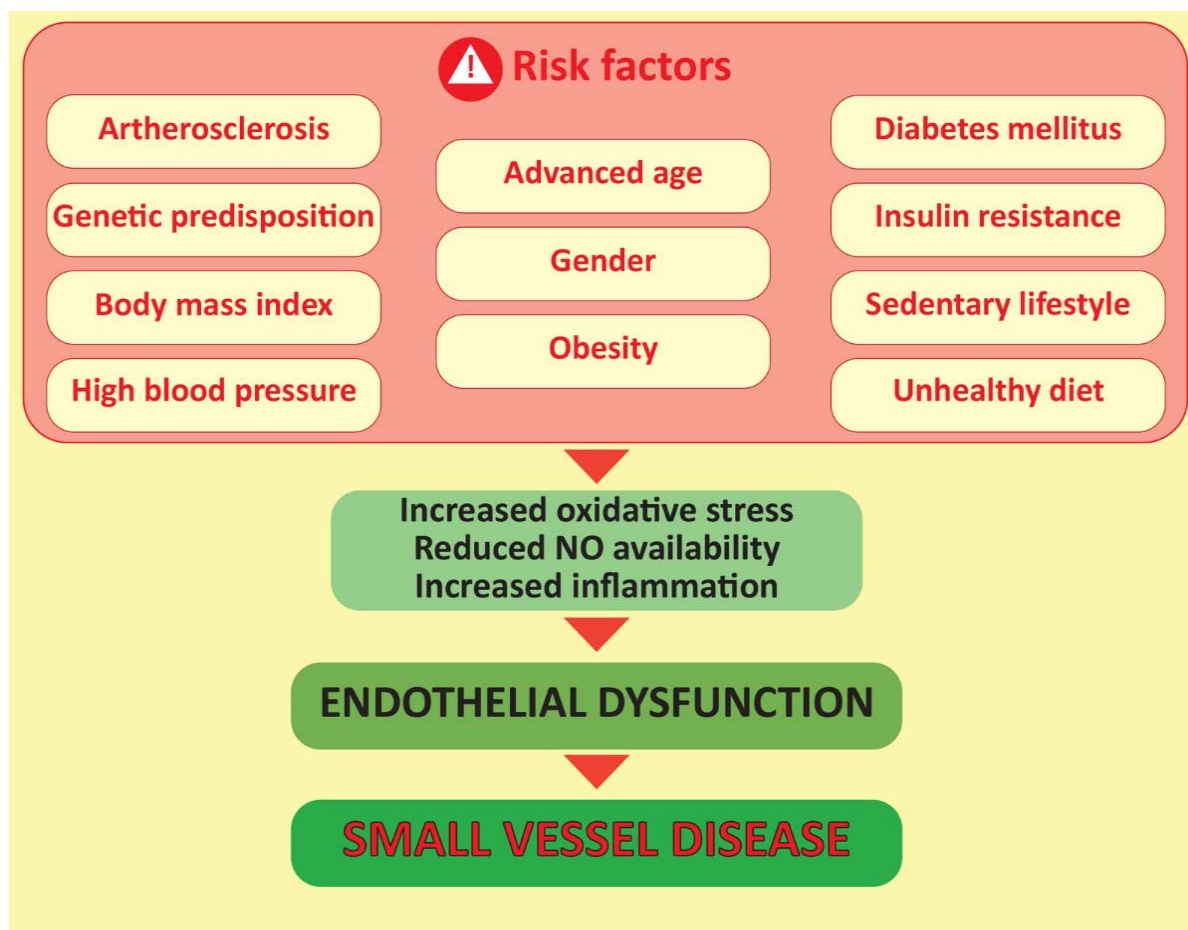 Risk factors
Artherosclerosis
Genetic predisposition
Body mass index
High blood pressure
Advanced age
Gender
Obesity
Diabetes mellitus
Insulin resistance
Sedentary lifestyle
Unhealthy diet
Increased oxidative stress
Reduced NO availability
Increased inflammation
ENDOTHELIAL DYSFUNCTION
SMALL VESSEL DISEASE